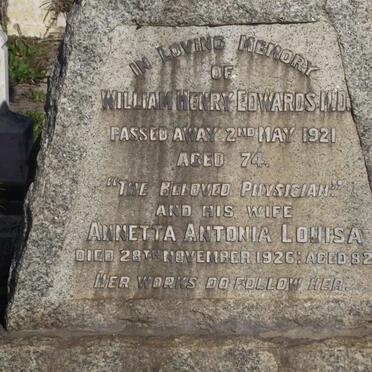 IN LOVING MEMORY
OF
WILLIAM HENRY EDWARDS. M.D.
PASSED AWAY 2ND MAY 1921
AGED 74.
"THE BELOVED PHYSICIAN"
AND HIS WIFE
ANNETTA ANTONIA LOUISA
DIED 28TH NOVEMBER 1926: AGED 82
HER WORKS DO FOLLOW HER.